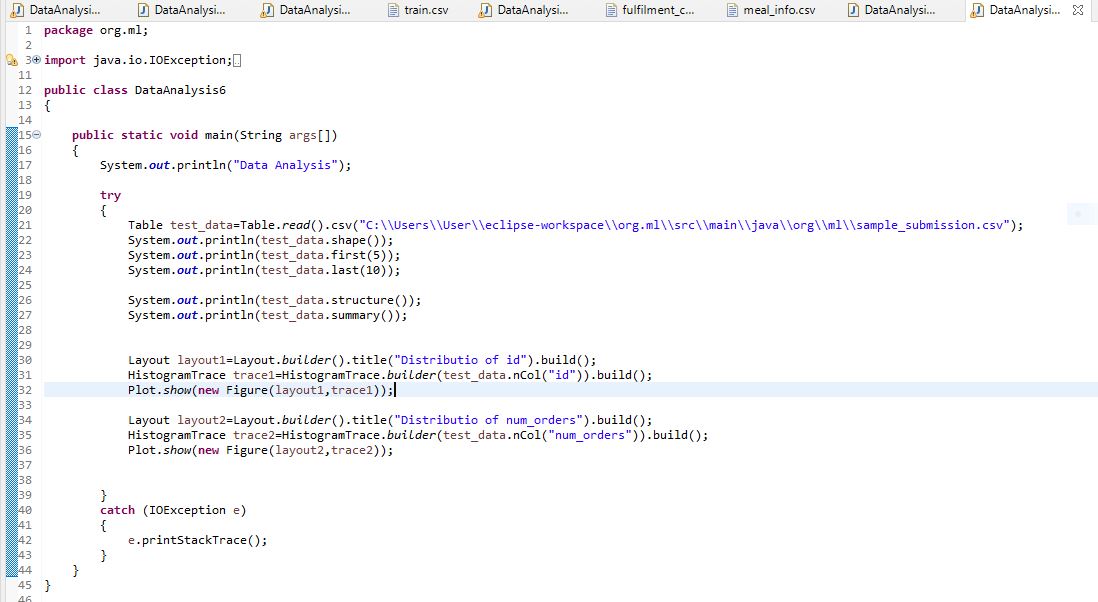 DataAnalysi... DataAnalysi... DataAnalysi... train.csv DataAnalysi... fulfilment_c... meal_info.csv DataAnalysi... DataAnalysi...
1 package org.ml;
2
3 import java.io.IOException;
11
12 public class DataAnalysis6
13 {
14
15 public static void main(String args[])
16 {
17 System.out.println("Data Analysis");
18
19 try
20 {
21 Table test_data=Table.read().csv("C:\\Users\\User\\eclipse-workspace\\org.ml\\src\\main\\java\\org\\ml\\sample_submission.csv");
22 System.out.println(test_data.shape());
23 System.out.println(test_data.first(5));
24 System.out.println(test_data.last(10));
25
26 System.out.println(test_data.structure());
27 System.out.println(test_data.summary());
28
29
30 Layout layout1=Layout.builder().title("Distributio of id").build();
31 HistogramTrace trace1=HistogramTrace.builder(test_data.nCol("id")).build();
32 Plot.show(new Figure(layout1,trace1));
33
34 Layout layout2=Layout.builder().title("Distributio of num_orders").build();
35 HistogramTrace trace2=HistogramTrace.builder(test_data.nCol("num_orders")).build();
36 Plot.show(new Figure(layout2,trace2));
37
38
39 }
40 catch (IOException e)
41 {
42 e.printStackTrace();
43 }
44 }
45 }
46